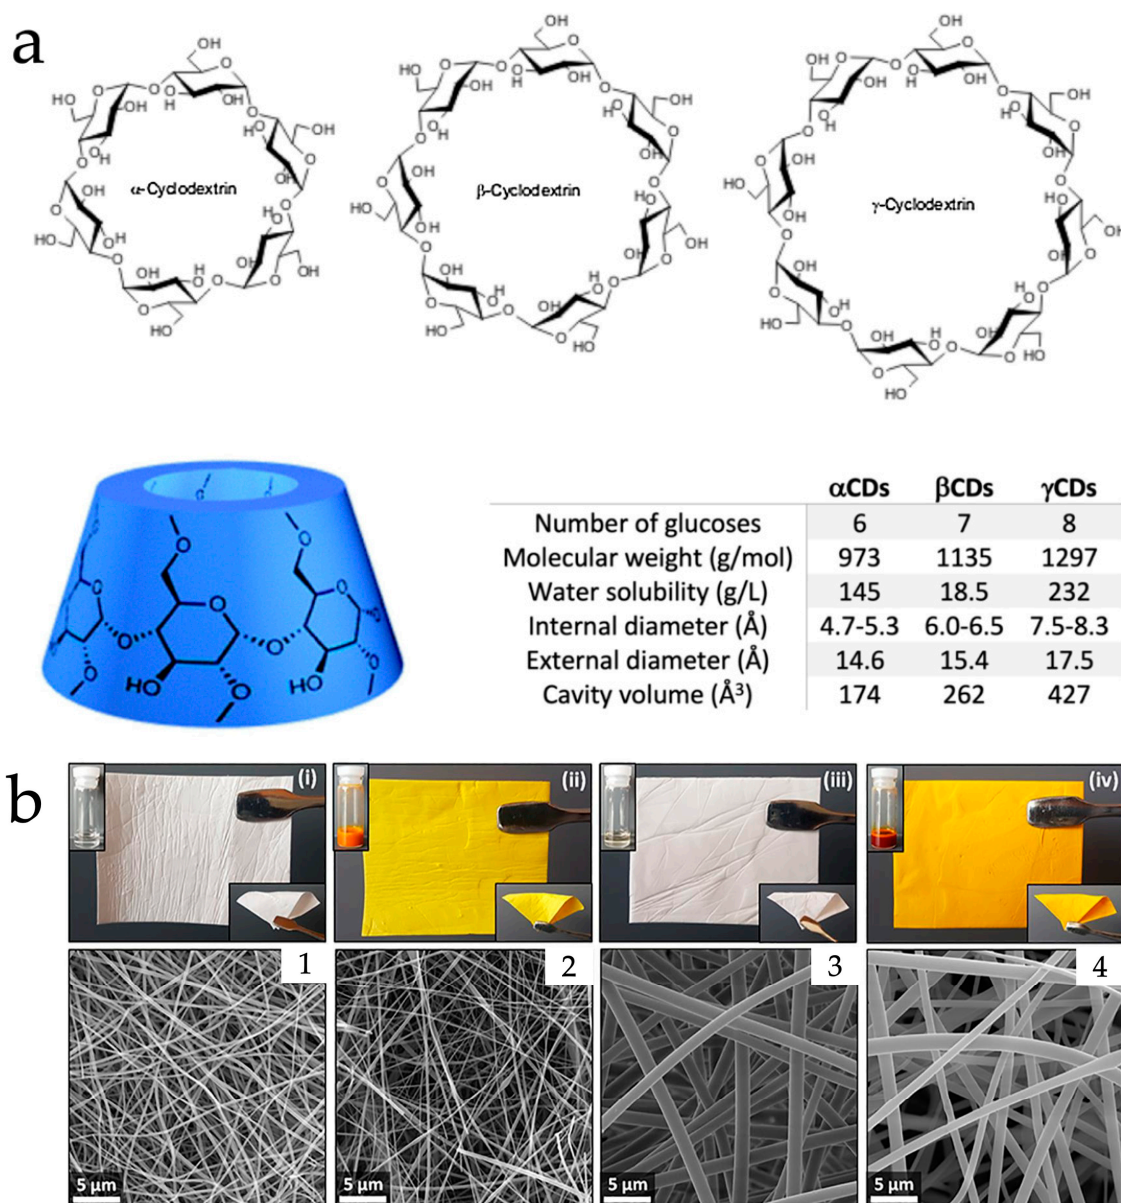 a
α-Cyclodextrin
β-Cyclodextrin
γ-Cyclodextrin
αCDs βCDs γCDs
Number of glucoses 6 7 8
Molecular weight (g/mol) 973 1135 1297
Water solubility (g/L) 145 18.5 232
Internal diameter (Å) 4.7-5.3 6.0-6.5 7.5-8.3
External diameter (Å) 14.6 15.4 17.5
Cavity volume (Å³) 174 262 427
HO
HO
b
(i) (ii) (iii) (iv)
1 2 3 4
5 µm 5 µm 5 µm 5 µm